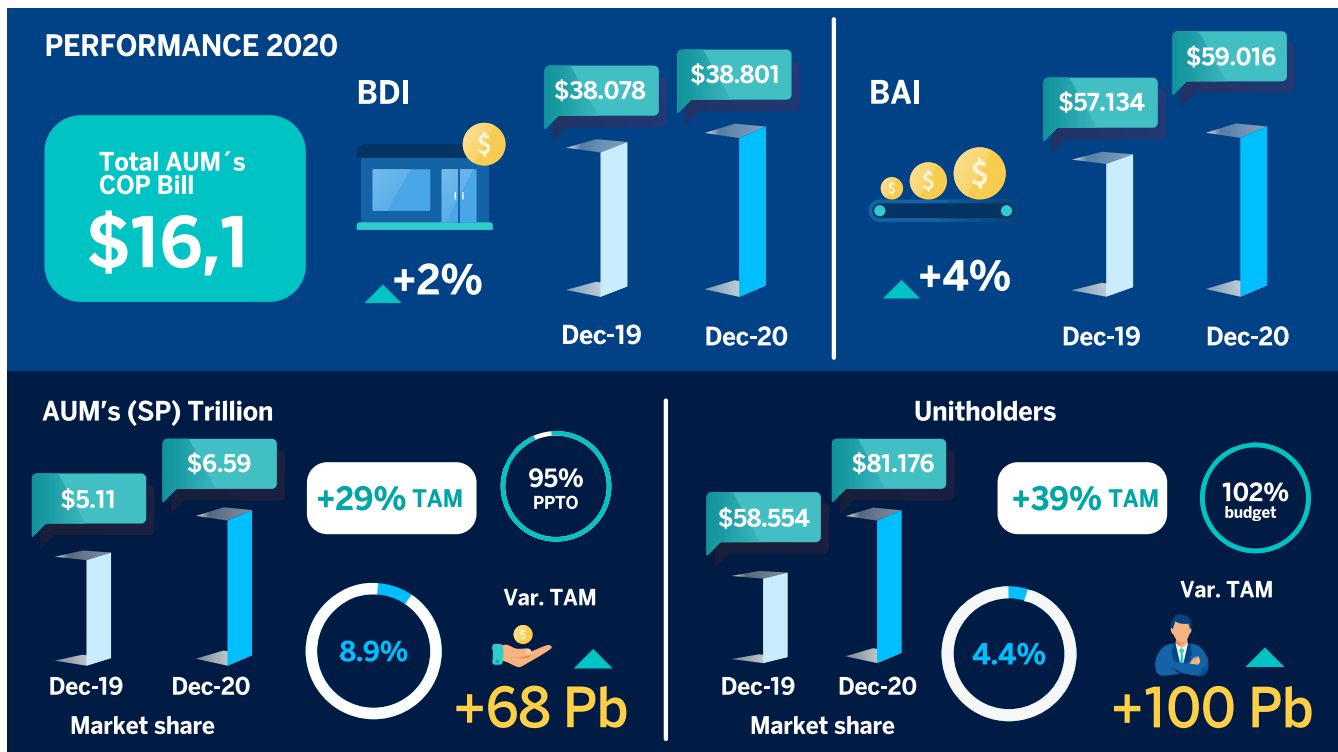 PERFORMANCE 2020
Total AUM´s
COP Bill
$16,1
BDI
+2%
$38.078
$38.801
Dec-19
Dec-20
BAI
+4%
$57.134
$59.016
Dec-19
Dec-20
AUM's (SP) Trillion
$5.11
$6.59
Dec-19
Dec-20
+29% TAM
95%
PPTO
8.9%
Market share
Var. TAM
+68 Pb
Unitholders
$58.554
$81.176
Dec-19
Dec-20
+39% TAM
102%
budget
4.4%
Market share
Var. TAM
+100 Pb